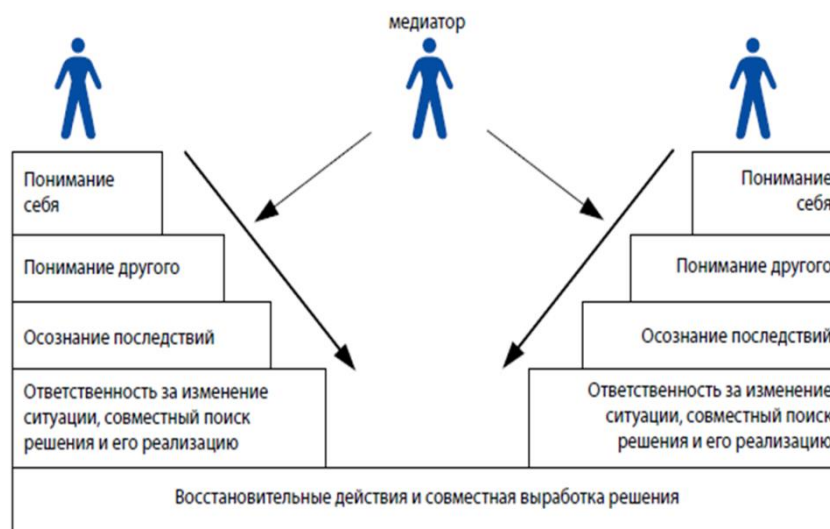 медиатор
Понимание
себя
Понимание другого
Осознание последствий
Ответственность за изменение
ситуации, совместный поиск
решения и его реализацию
Понимание
себя
Понимание другого
Осознание последствий
Ответственность за изменение
ситуации, совместный поиск
решения и его реализацию
Восстановительные действия и совместная выработка решения